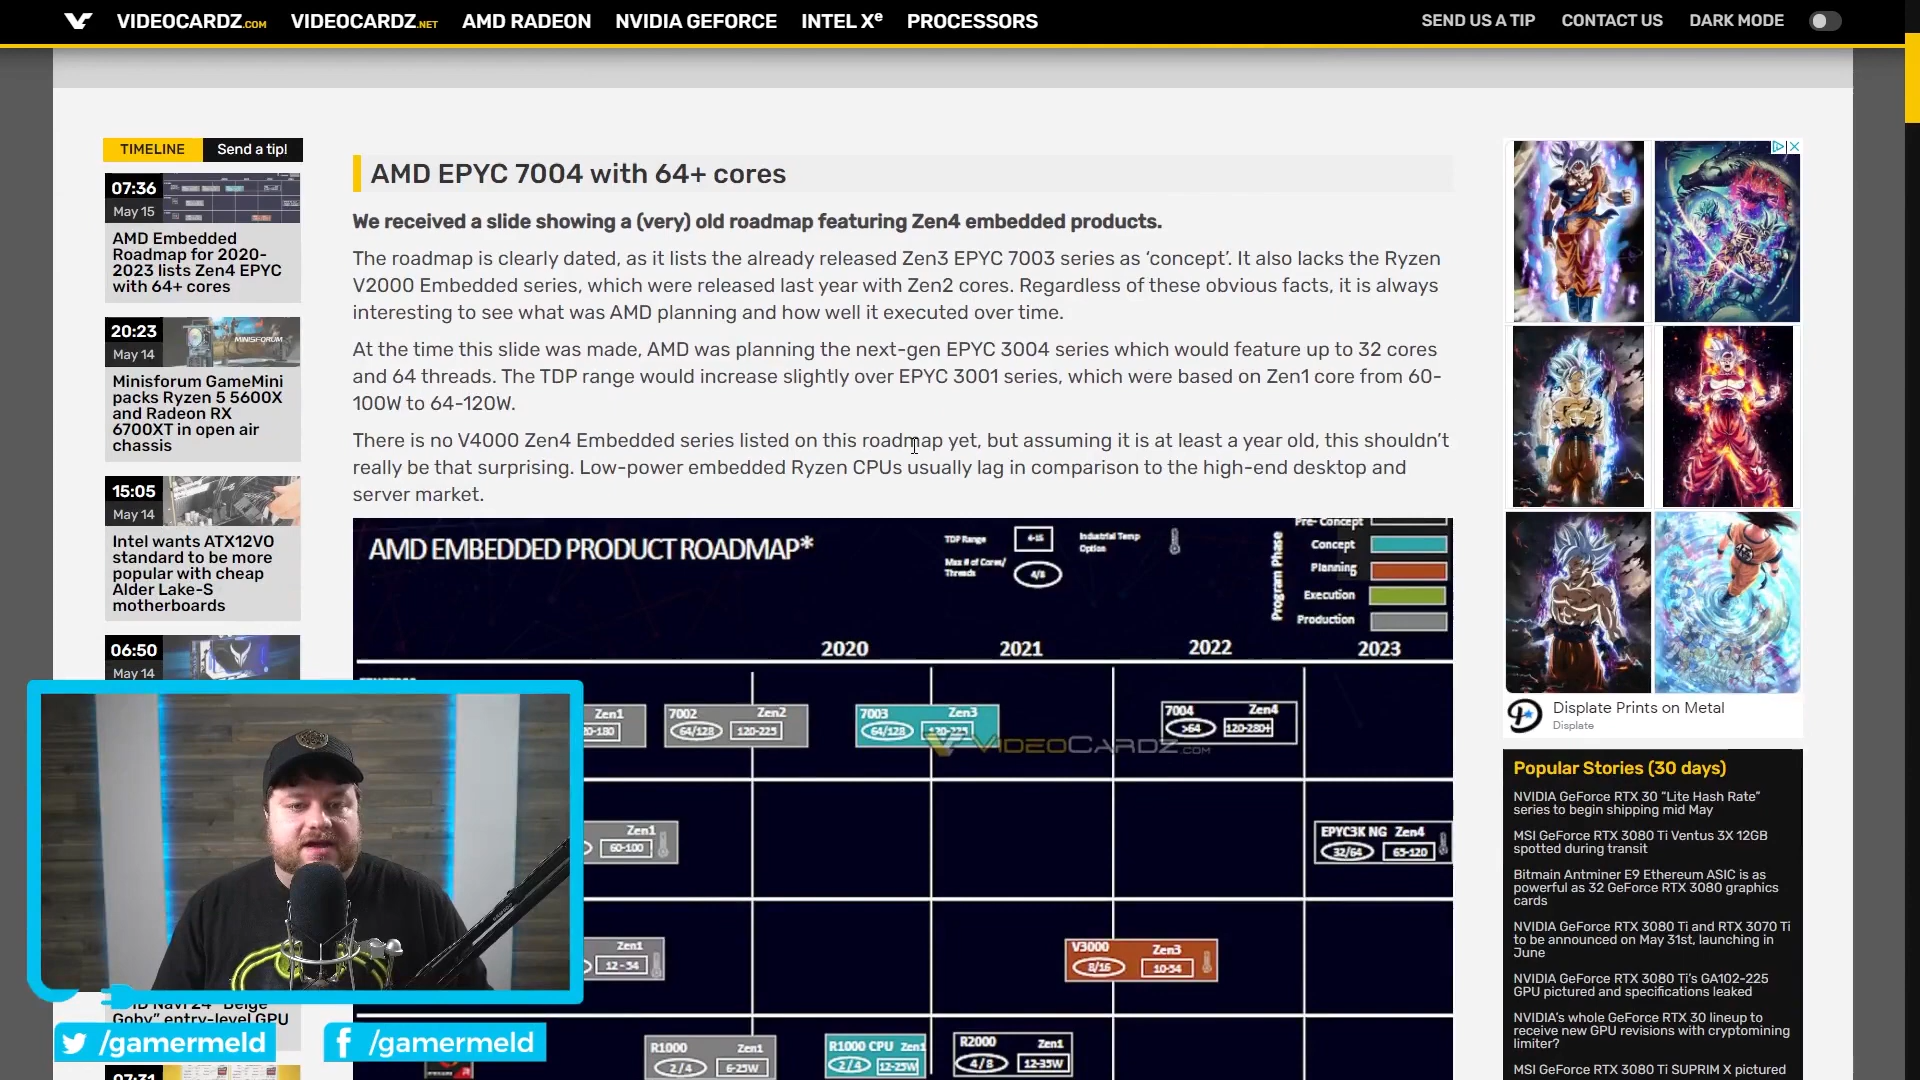 VIDEOCARDZ.COM VIDEOCARDZ.NET AMD RADEON NVIDIA GEFORCE INTEL Xe PROCESSORS SEND US A TIP CONTACT US DARK MODE
TIMELINE Send a tip!
07:36
May 15
AMD Embedded
Roadmap for 2020-
2023 lists Zen4 EPYC
with 64+ cores
20:23
May 14
MINISFORUM
Minisforum GameMini
packs Ryzen 5 5600X
and Radeon RX
6700XT in open air
chassis
15:05
May 14
Intel wants ATX12VO
standard to be more
popular with cheap
Alder Lake-S
motherboards
06:50
May 14
AMD EPYC 7004 with 64+ cores
We received a slide showing a (very) old roadmap featuring Zen4 embedded products.
The roadmap is clearly dated, as it lists the already released Zen3 EPYC 7003 series as ‘concept’. It also lacks the Ryzen
V2000 Embedded series, which were released last year with Zen2 cores. Regardless of these obvious facts, it is always
interesting to see what was AMD planning and how well it executed over time.
At the time this slide was made, AMD was planning the next-gen EPYC 3004 series which would feature up to 32 cores
and 64 threads. The TDP range would increase slightly over EPYC 3001 series, which were based on Zen1 core from 60-
100W to 64-120W.
There is no V4000 Zen4 Embedded series listed on this roadmap yet, but assuming it is at least a year old, this shouldn’t
really be that surprising. Low-power embedded Ryzen CPUs usually lag in comparison to the high-end desktop and
server market.
AMD EMBEDDED PRODUCT ROADMAP*
TDP Range 4-15
Max # of Cores/
Threads 4/8
Industrial Temp
Option
Program Phase
Pre-Concept
Concept
Planning
Execution
Production
2020 2021 2022 2023
Zen1
7002 Zen2
64/128 120-225
7003 Zen3
64/128 120-225
7004 Zen4
>64 120-280+
VIDEOCARDZ.COM
Zen1
60-100
EPYC3K NG Zen4
32/64 65-120
Zen1
12-54
V3000 Zen3
8/16 10-54
R1000 Zen1
2/4 6-25W
R1000 CPU Zen1
2/4 12-25W
R2000 Zen1
4/8 12-35W
Displate Prints on Metal
Displate
Popular Stories (30 days)
NVIDIA GeForce RTX 30 “Lite Hash Rate”
series to begin shipping mid May
MSI GeForce RTX 3080 Ti Ventus 3X 12GB
spotted during transit
Bitmain Antminer E9 Ethereum ASIC is as
powerful as 32 GeForce RTX 3080 graphics
cards
NVIDIA GeForce RTX 3080 Ti and RTX 3070 Ti
to be announced on May 31st, launching in
June
NVIDIA GeForce RTX 3080 Ti’s GA102-225
GPU pictured and specifications leaked
NVIDIA’s whole GeForce RTX 30 lineup to
receive new GPU revisions with cryptomining
limiter?
MSI GeForce RTX 3080 Ti SUPRIM X pictured
Navi 24 “Beige
Goby” entry-level GPU
07:31
/gamermeld
/gamermeld